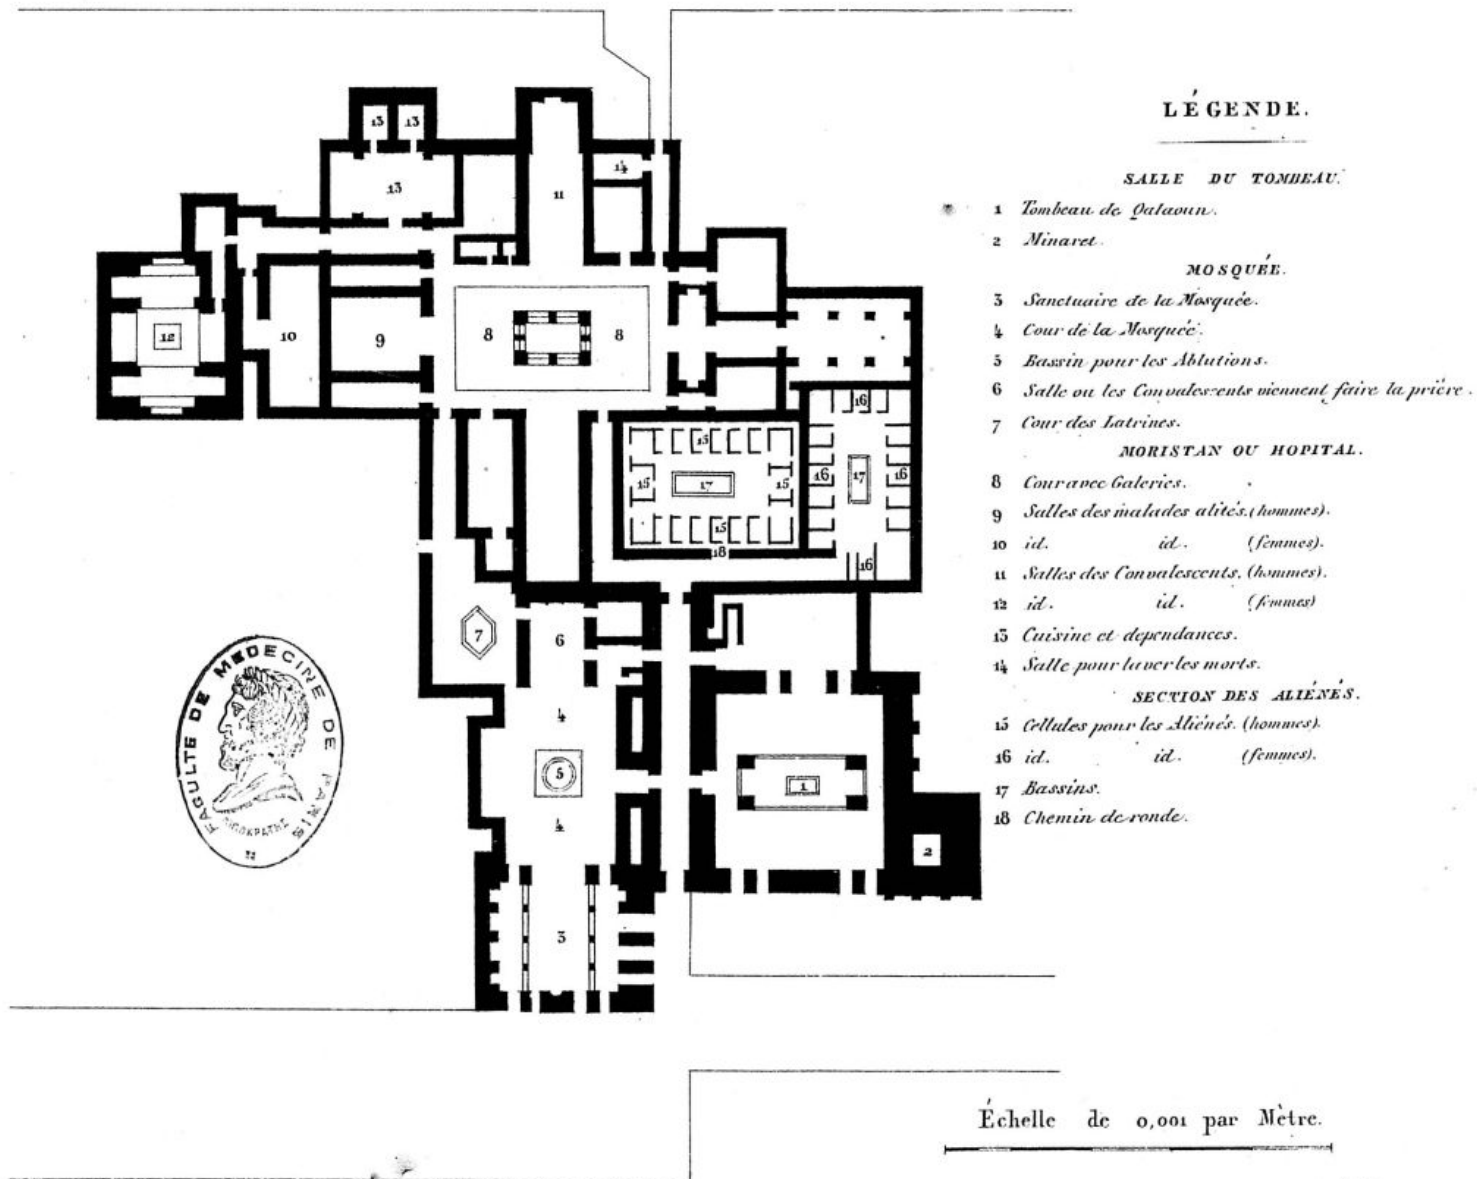 LÉGENDE.
SALLE DU TOMBEAU.
1 Tombeau de Qalaoun.
2 Minaret.
MOSQUÉE.
3 Sanctuaire de la Mosquée.
4 Cour de la Mosquée.
5 Bassin pour les Ablutions.
6 Salle ou les Convalescents viennent faire la prière.
7 Cour des Latrines.
MORISTAN OU HOPITAL.
8 Cour avec Galeries.
9 Salles des malades alités. (hommes).
10 id. id. (femmes).
11 Salles des Convalescents. (hommes).
12 id. id. (femmes)
13 Cuisine et dependances.
14 Salle pour laver les morts.
SECTION DES ALIÉNÉS.
15 Cellules pour les Aliénés. (hommes).
16 id. id. (femmes).
17 Bassins.
18 Chemin de ronde.
13 13
14
13
11
12 10 9 8 8
16
15
15 17 15 16 17 16
15
18
16
7 6
4
5 1
4
2
3
FACULTE DE MEDECINE DE PARIS
Échelle de 0,001 par Mètre.